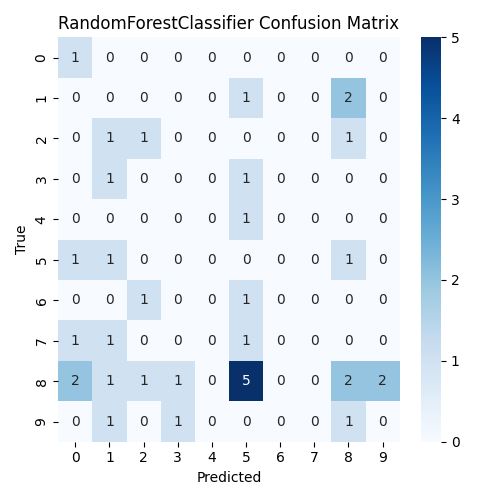 RandomForestClassifier Confusion Matrix
0 1 0 0 0 0 0 0 0 0 0
1 0 0 0 0 0 1 0 0 2 0
2 0 1 1 0 0 0 0 0 1 0
3 0 1 0 0 0 1 0 0 0 0
4 0 0 0 0 0 1 0 0 0 0
5 1 1 0 0 0 0 0 0 1 0
6 0 0 1 0 0 1 0 0 0 0
7 1 1 0 0 0 1 0 0 0 0
8 2 1 1 1 0 5 0 0 2 2
9 0 1 0 1 0 0 0 0 1 0
0 1 2 3 4 5 6 7 8 9
True
Predicted
5
4
3
2
1
0